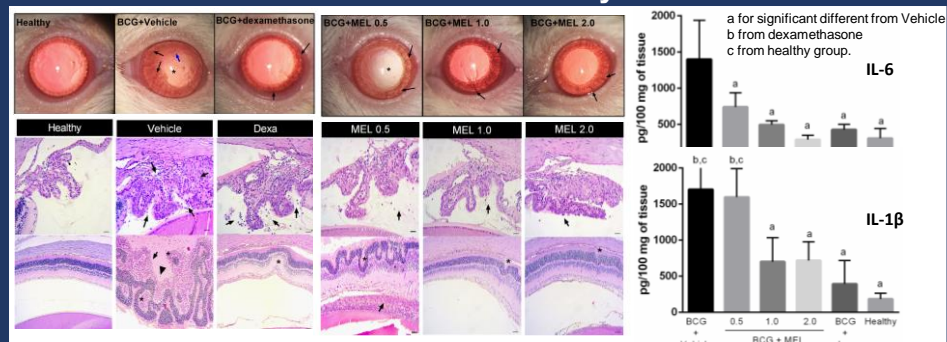 Healthy
BCG+Vehicle
BCG+dexamethasone
BCG+MEL 0.5
BCG+MEL 1.0
BCG+MEL 2.0
Healthy
Vehicle
Dexa
MEL 0.5
MEL 1.0
MEL 2.0
a for significant different from Vehicle
b from dexamethasone
c from healthy group.
IL-6
pg/100 mg of tissue
2000
1500
1000
500
a
a
a
a
a
IL-1β
pg/100 mg of tissue
2000
1500
1000
500
0
b,c
b,c
a
a
a
a
BCG
+
0.5
1.0
2.0
BCG
+
Healthy
BCG + MEL